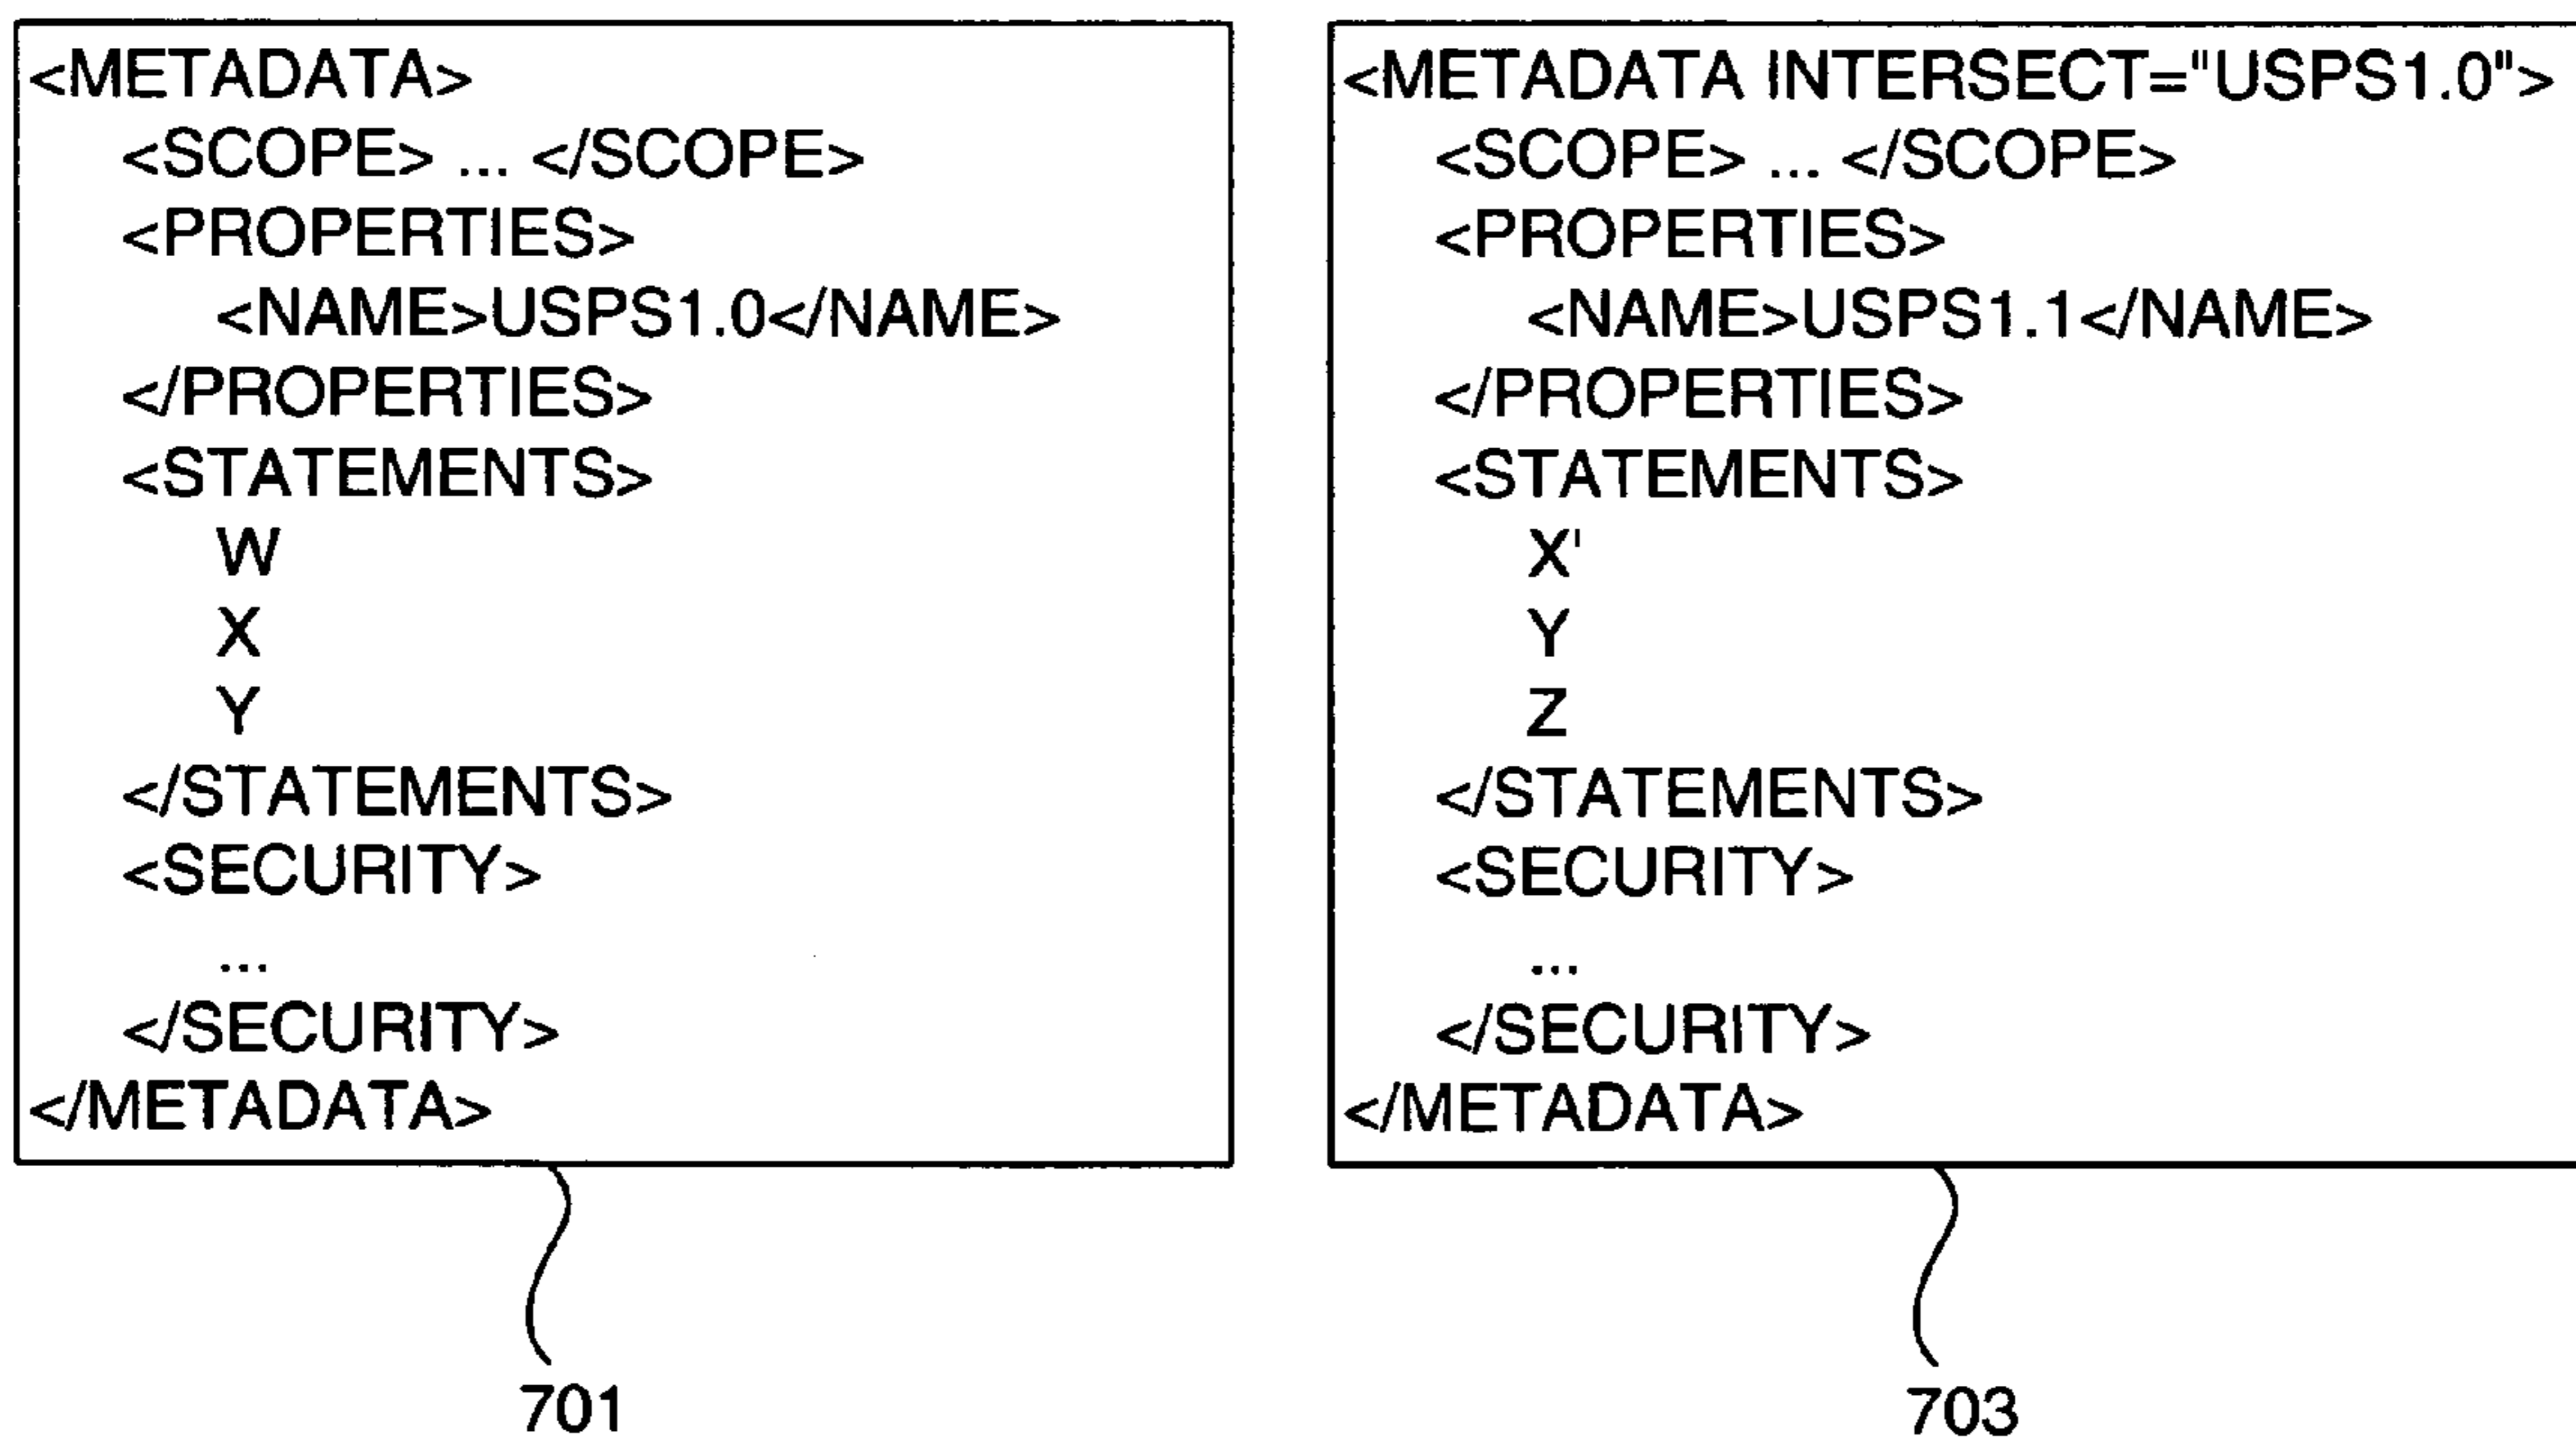 <METADATA>
<SCOPE> ... </SCOPE>
<PROPERTIES>
<NAME>USPS1.0</NAME>
</PROPERTIES>
<STATEMENTS>
W
X
Y
</STATEMENTS>
<SECURITY>
...
</SECURITY>
</METADATA>
701
<METADATA INTERSECT="USPS1.0">
<SCOPE> ... </SCOPE>
<PROPERTIES>
<NAME>USPS1.1</NAME>
</PROPERTIES>
<STATEMENTS>
X'
Y
Z
</STATEMENTS>
<SECURITY>
...
</SECURITY>
</METADATA>
703